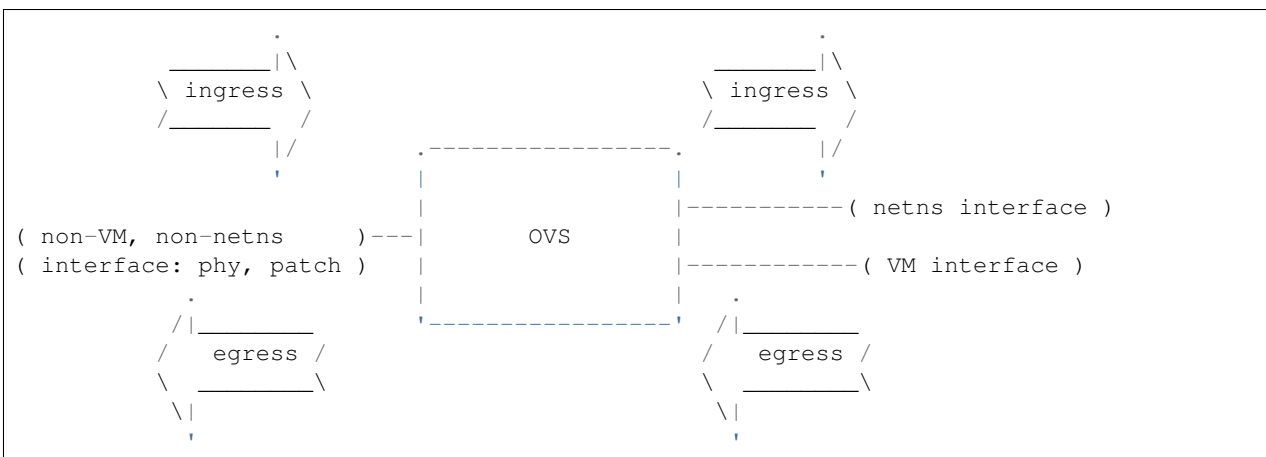 ingress ingress
( netns interface )
( non-VM, non-netns ) OVS
( interface: phy, patch ) ( VM interface )
egress egress